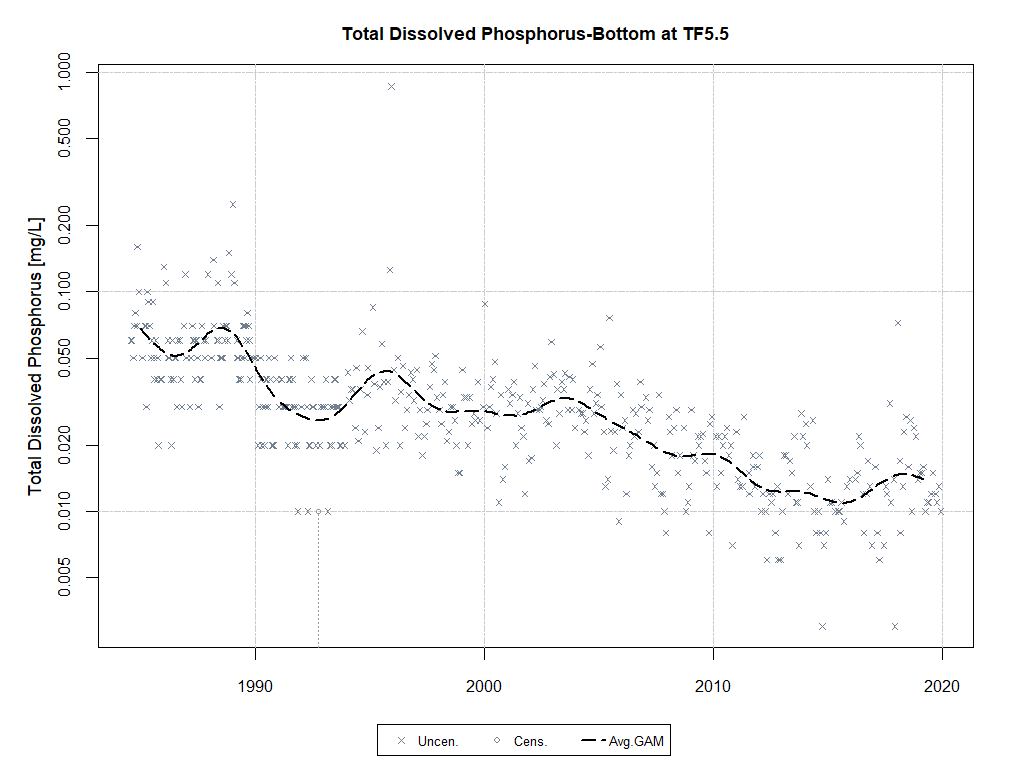 Total Dissolved Phosphorus-Bottom at TF5.5
Total Dissolved Phosphorus [mg/L]
1.000
0.500
0.200
0.100
0.050
0.020
0.010
0.005
1990 2000 2010 2020
Uncen. Cens. Avg.GAM